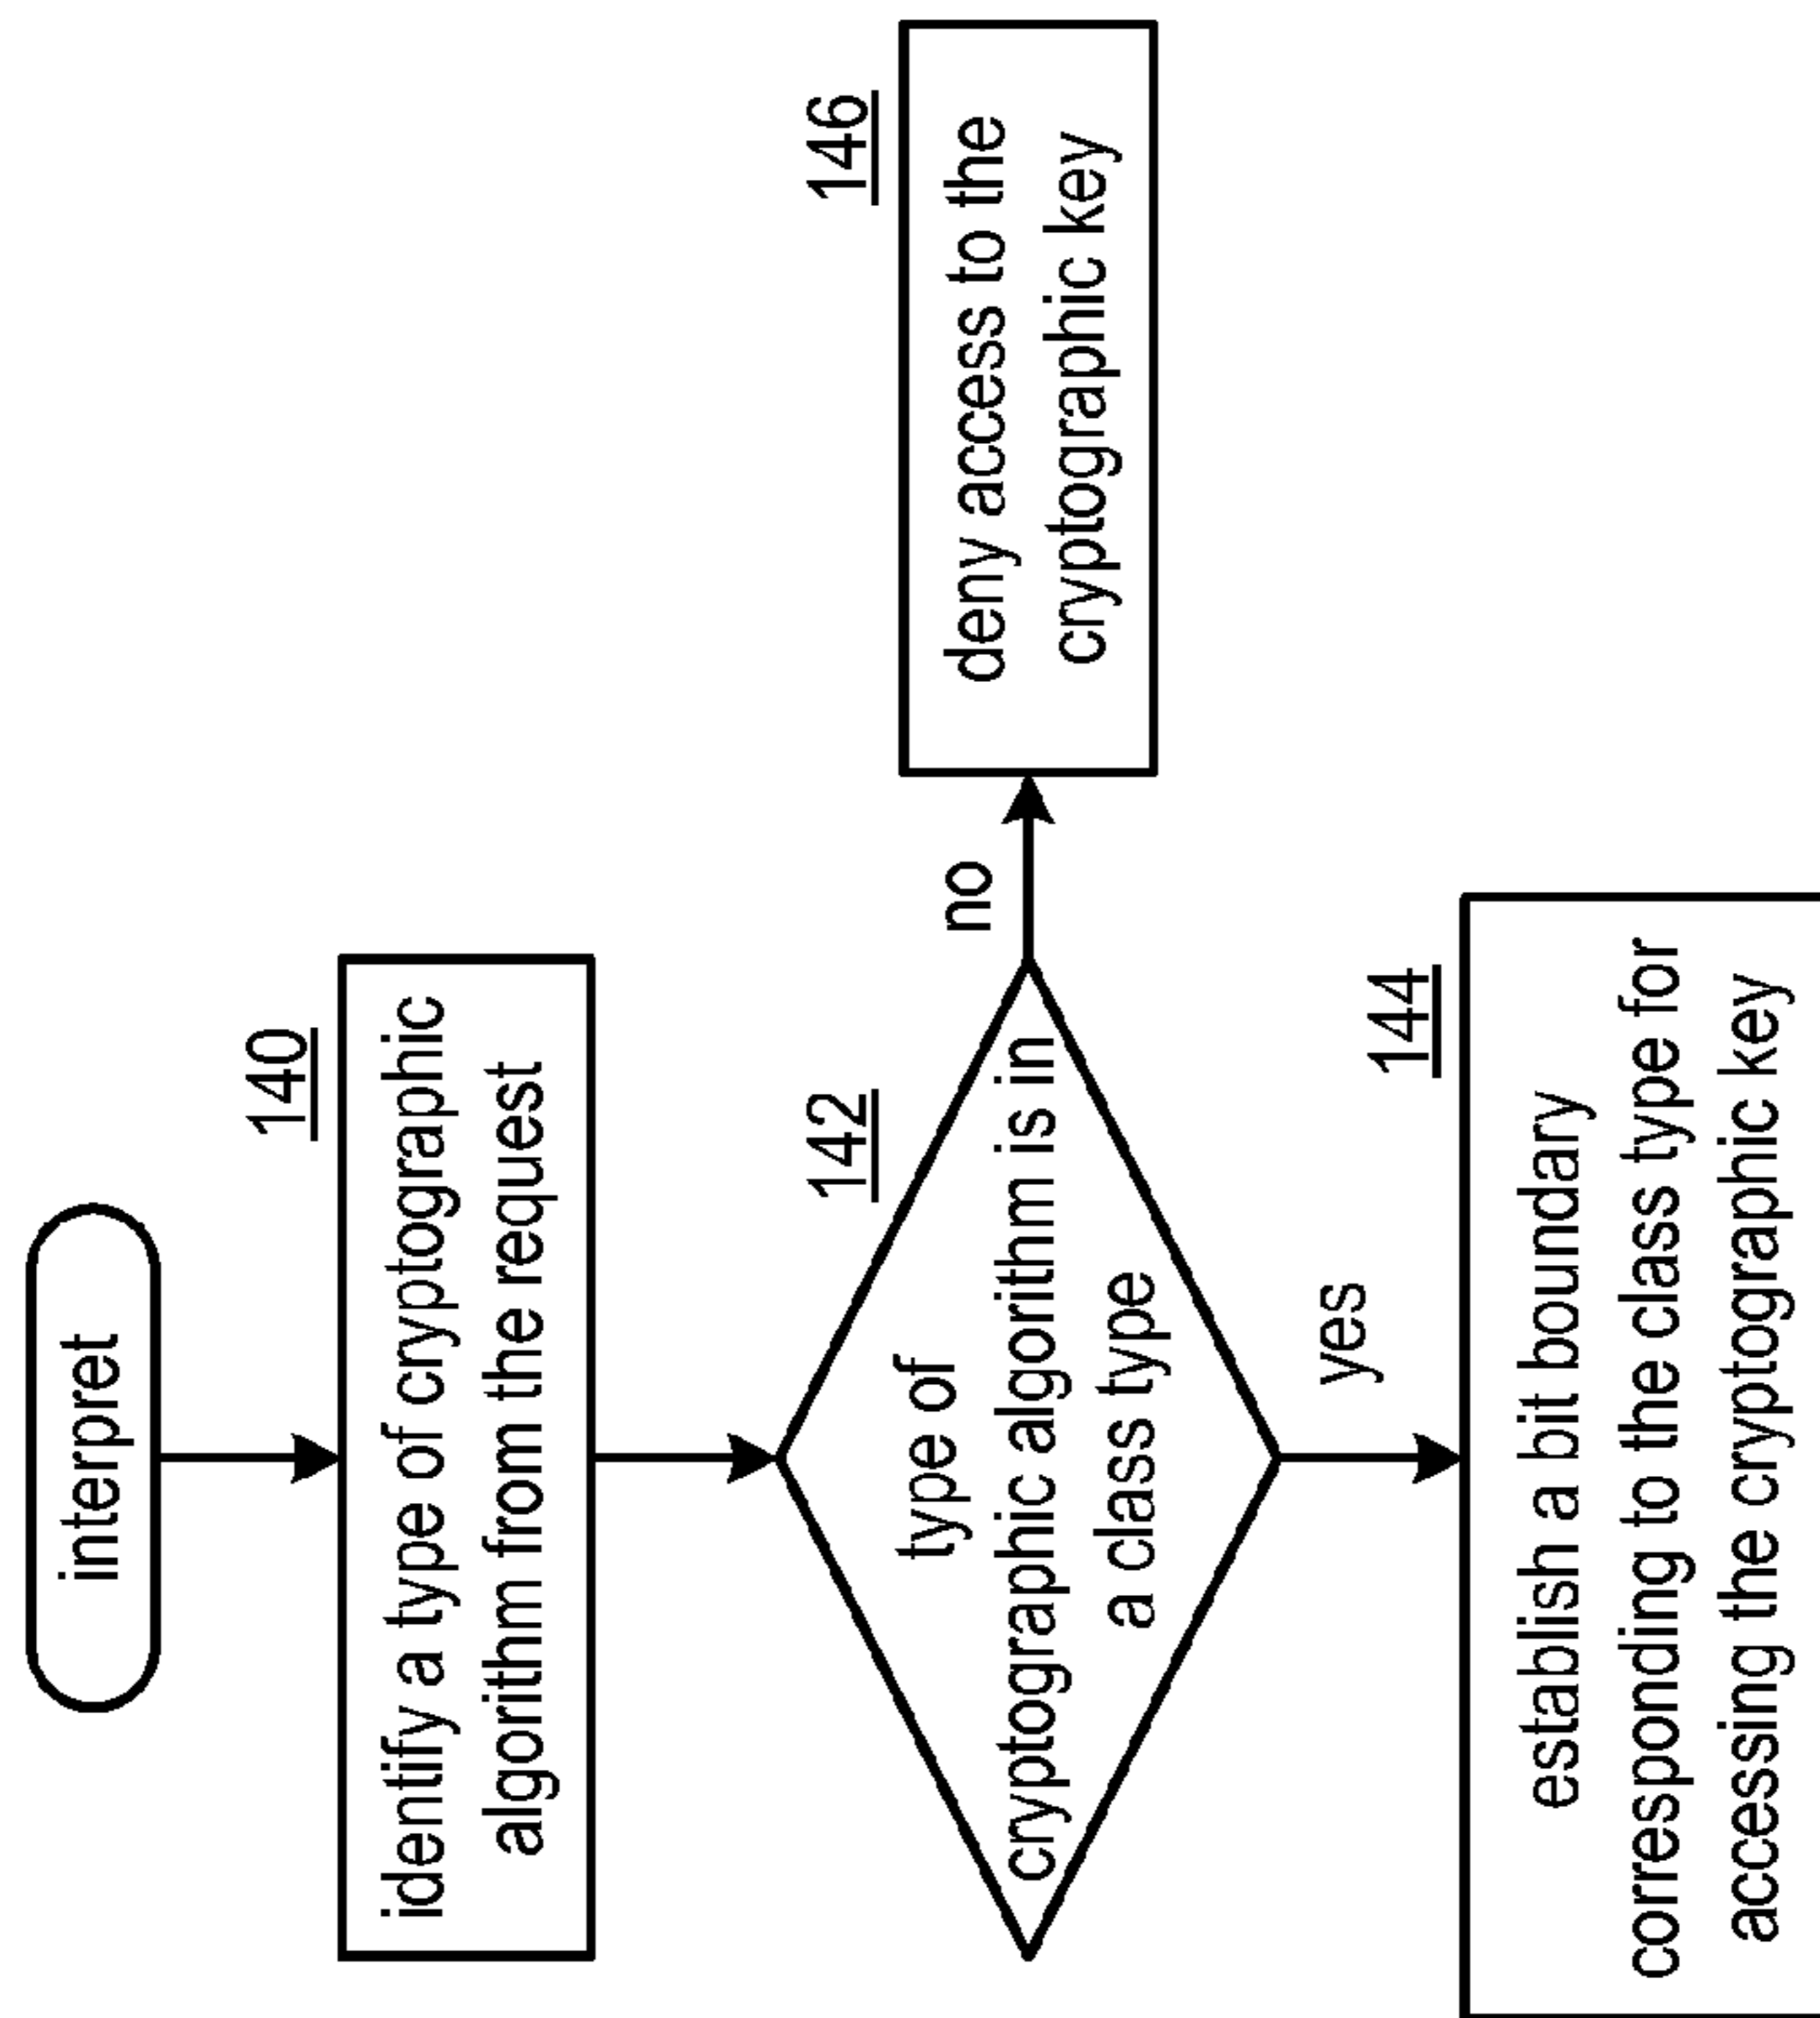 interpret
140
identify a type of cryptographic
algorithm from the request
142
type of
cryptographic algorithm is in
a class type
no
146
deny access to the
cryptographic key
yes
144
establish a bit boundary
corresponding to the class type for
accessing the cryptographic key